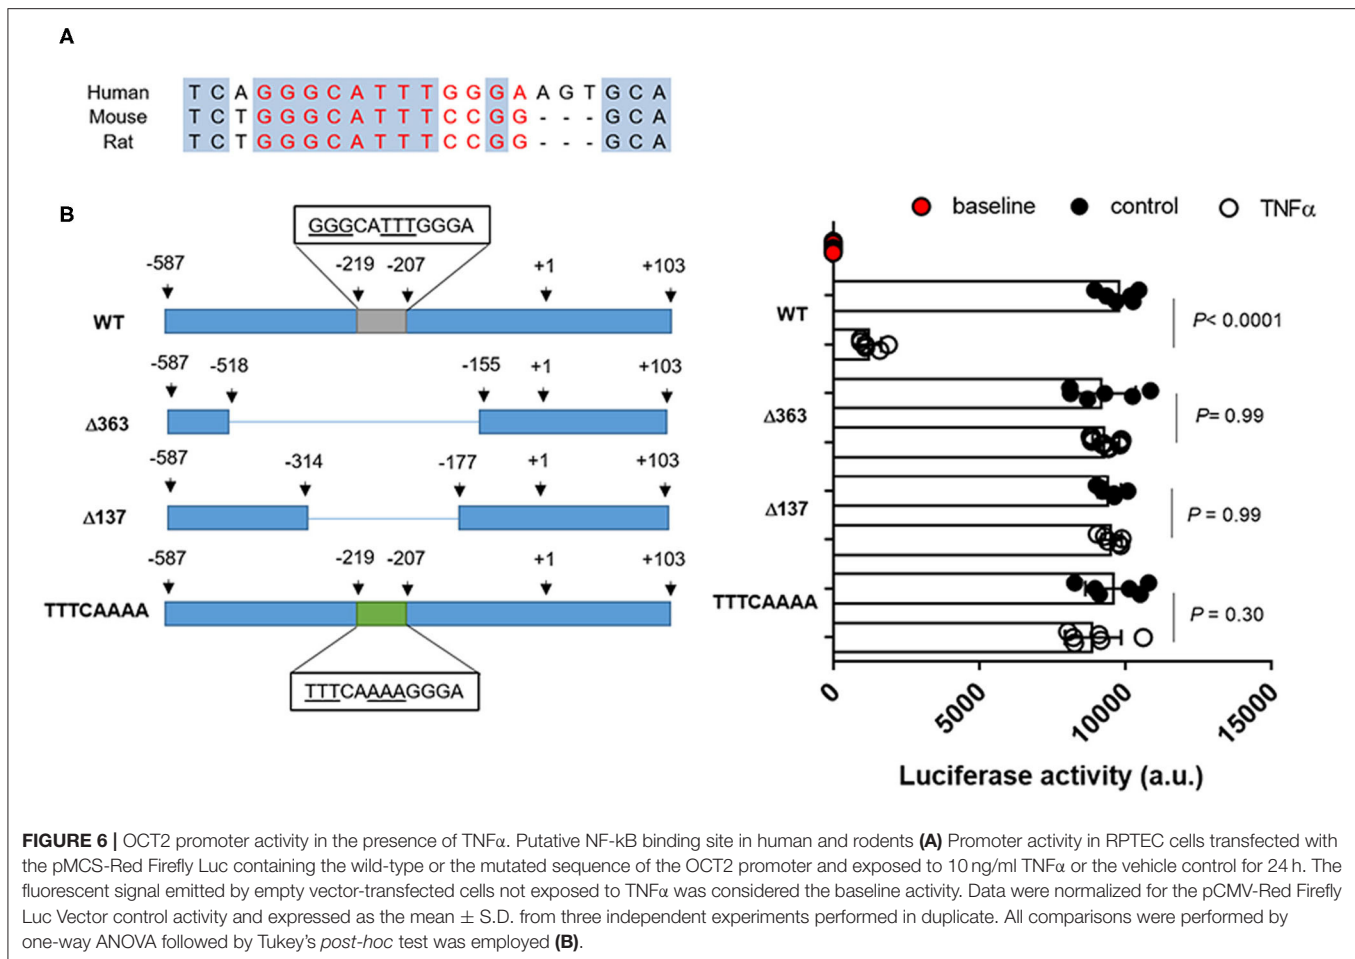 A
Human T C A G G G C A T T T G G G A A G T G C A
Mouse T C T G G G C A T T T C C G G - - - G C A
Rat T C T G G G C A T T T C C G G - - - G C A
B
GGGCATTTGGGA
-587 -219 -207 +1 +103
WT
-587 -518 -155 +1 +103
Δ363
-587 -314 -177 +1 +103
Δ137
-587 -219 -207 +1 +103
TTTCAAAA
TTTCAAAAGGGA
baseline control TNFα
WT
P< 0.0001
Δ363
P= 0.99
Δ137
P = 0.99
TTTCAAAA
P = 0.30
0 5000 10000 15000
Luciferase activity (a.u.)
FIGURE 6 | OCT2 promoter activity in the presence of TNFα. Putative NF-kB binding site in human and rodents (A) Promoter activity in RPTEC cells transfected with
the pMCS-Red Firefly Luc containing the wild-type or the mutated sequence of the OCT2 promoter and exposed to 10 ng/ml TNFα or the vehicle control for 24 h. The
fluorescent signal emitted by empty vector-transfected cells not exposed to TNFα was considered the baseline activity. Data were normalized for the pCMV-Red Firefly
Luc Vector control activity and expressed as the mean ± S.D. from three independent experiments performed in duplicate. All comparisons were performed by
one-way ANOVA followed by Tukey's post-hoc test was employed (B).